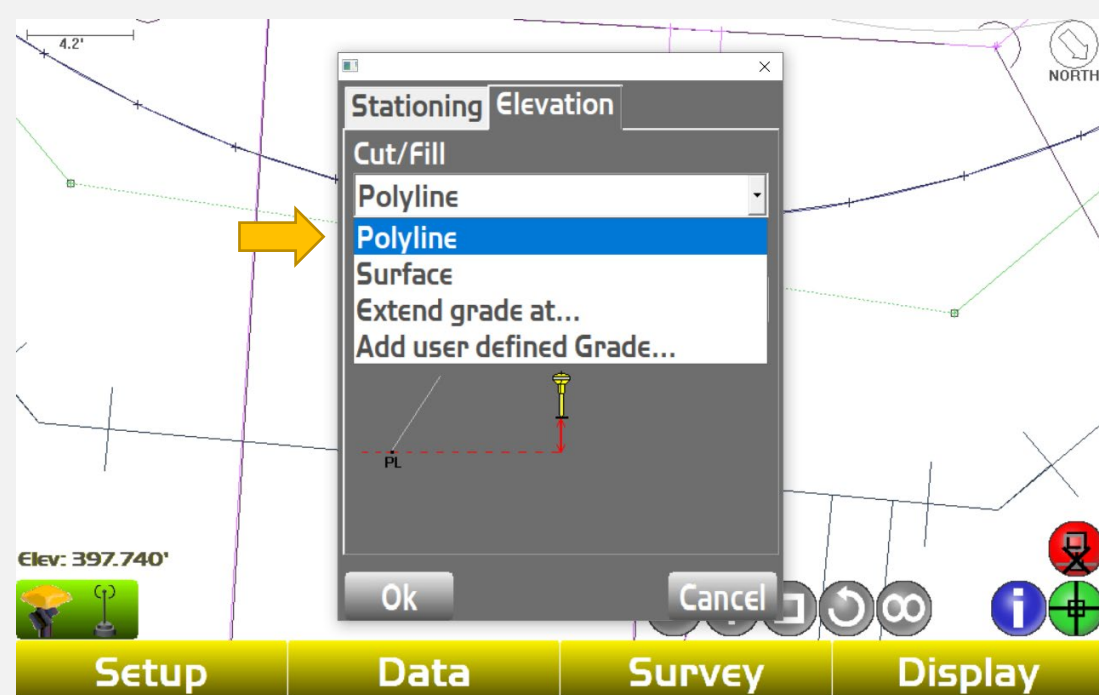 4.2'
NORTH
Stationing Elevation
Cut/Fill
Polyline
Polyline
Surface
Extend grade at...
Add user defined Grade...
PL
Elev: 397.740'
Ok Cancel
Setup Data Survey Display